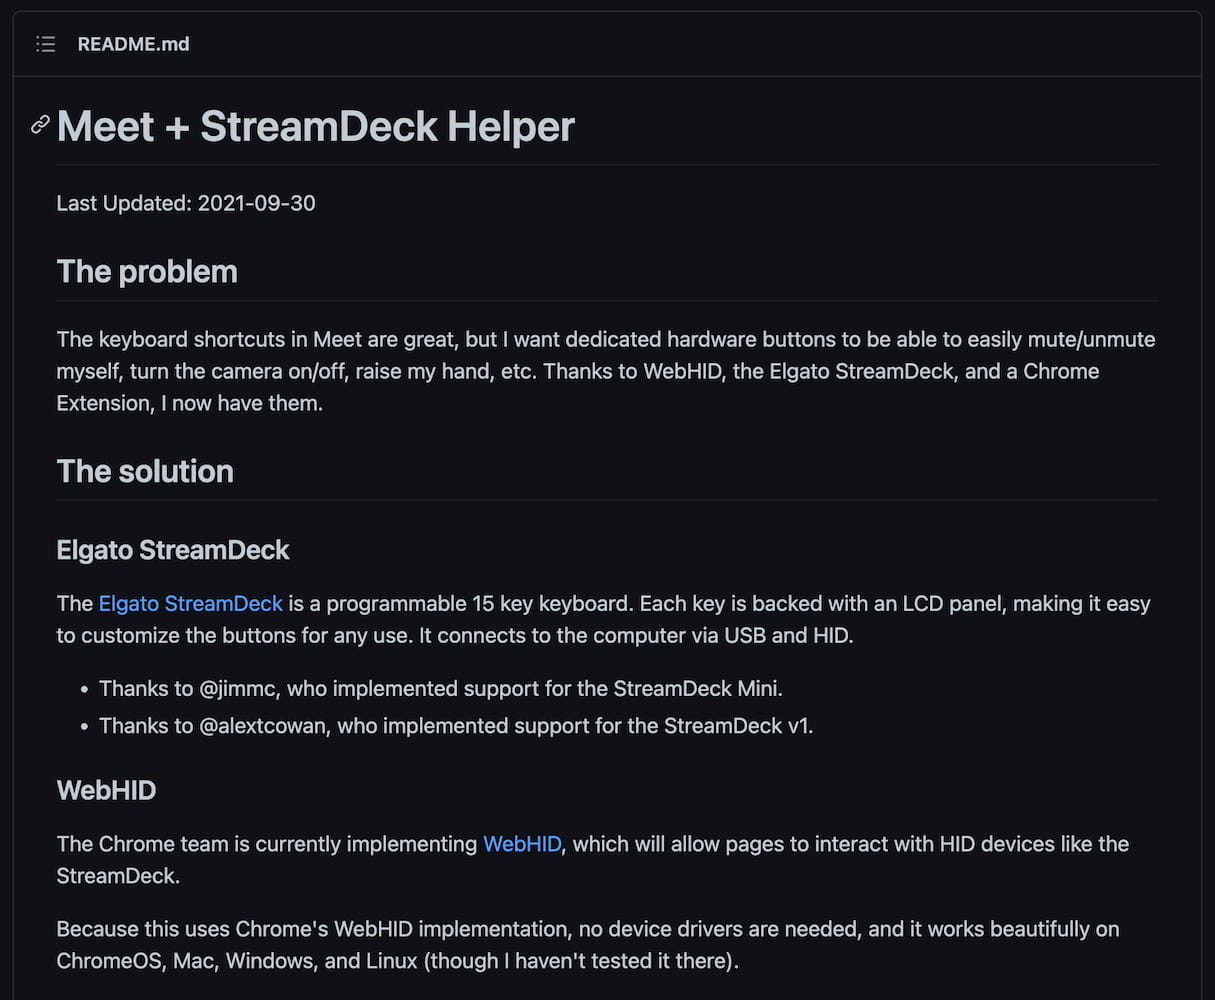 README.md
Meet + StreamDeck Helper
Last Updated: 2021-09-30
The problem
The keyboard shortcuts in Meet are great, but I want dedicated hardware buttons to be able to easily mute/unmute
myself, turn the camera on/off, raise my hand, etc. Thanks to WebHID, the Elgato StreamDeck, and a Chrome
Extension, I now have them.
The solution
Elgato StreamDeck
The Elgato StreamDeck is a programmable 15 key keyboard. Each key is backed with an LCD panel, making it easy
to customize the buttons for any use. It connects to the computer via USB and HID.
• Thanks to @jimmc, who implemented support for the StreamDeck Mini.
• Thanks to @alextcowan, who implemented support for the StreamDeck v1.
WebHID
The Chrome team is currently implementing WebHID, which will allow pages to interact with HID devices like the
StreamDeck.
Because this uses Chrome's WebHID implementation, no device drivers are needed, and it works beautifully on
ChromeOS, Mac, Windows, and Linux (though I haven't tested it there).